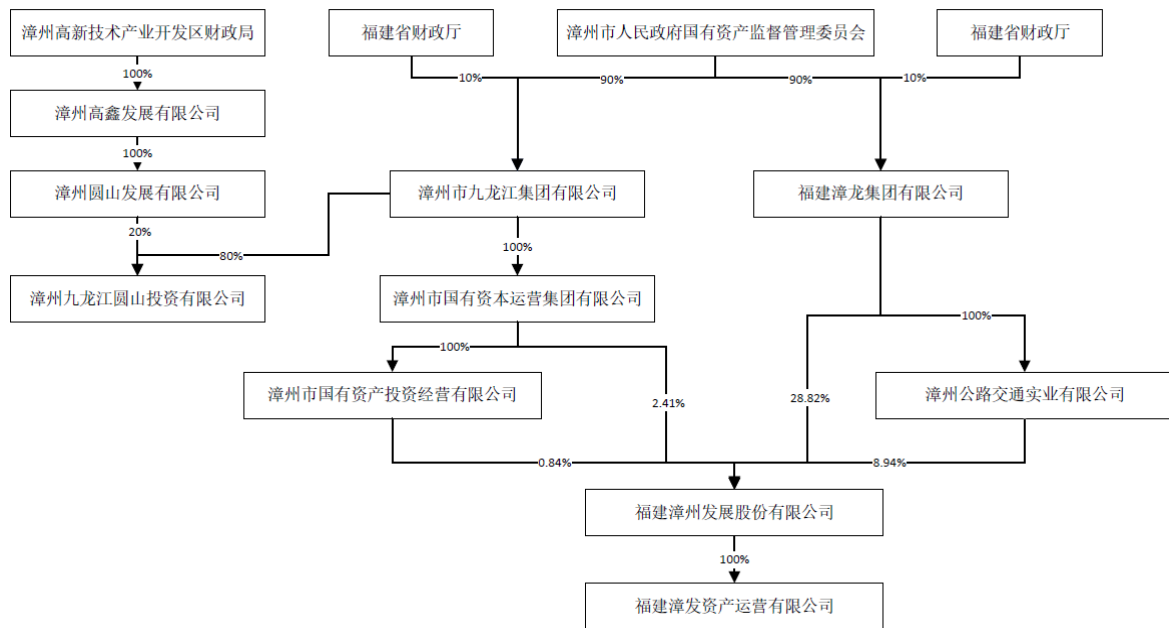 漳州高新技术产业开发区财政局
福建省财政厅
漳州市人民政府国有资产监督管理委员会
福建省财政厅
100%
10%
90%
90%
10%
漳州高鑫发展有限公司
100%
漳州圆山发展有限公司
漳州市九龙江集团有限公司
福建漳龙集团有限公司
20%
80%
100%
漳州九龙江圆山投资有限公司
漳州市国有资本运营集团有限公司
100%
100%
漳州市国有资产投资经营有限公司
2.41%
28.82%
漳州公路交通实业有限公司
0.84%
8.94%
福建漳州发展股份有限公司
100%
福建漳发资产运营有限公司